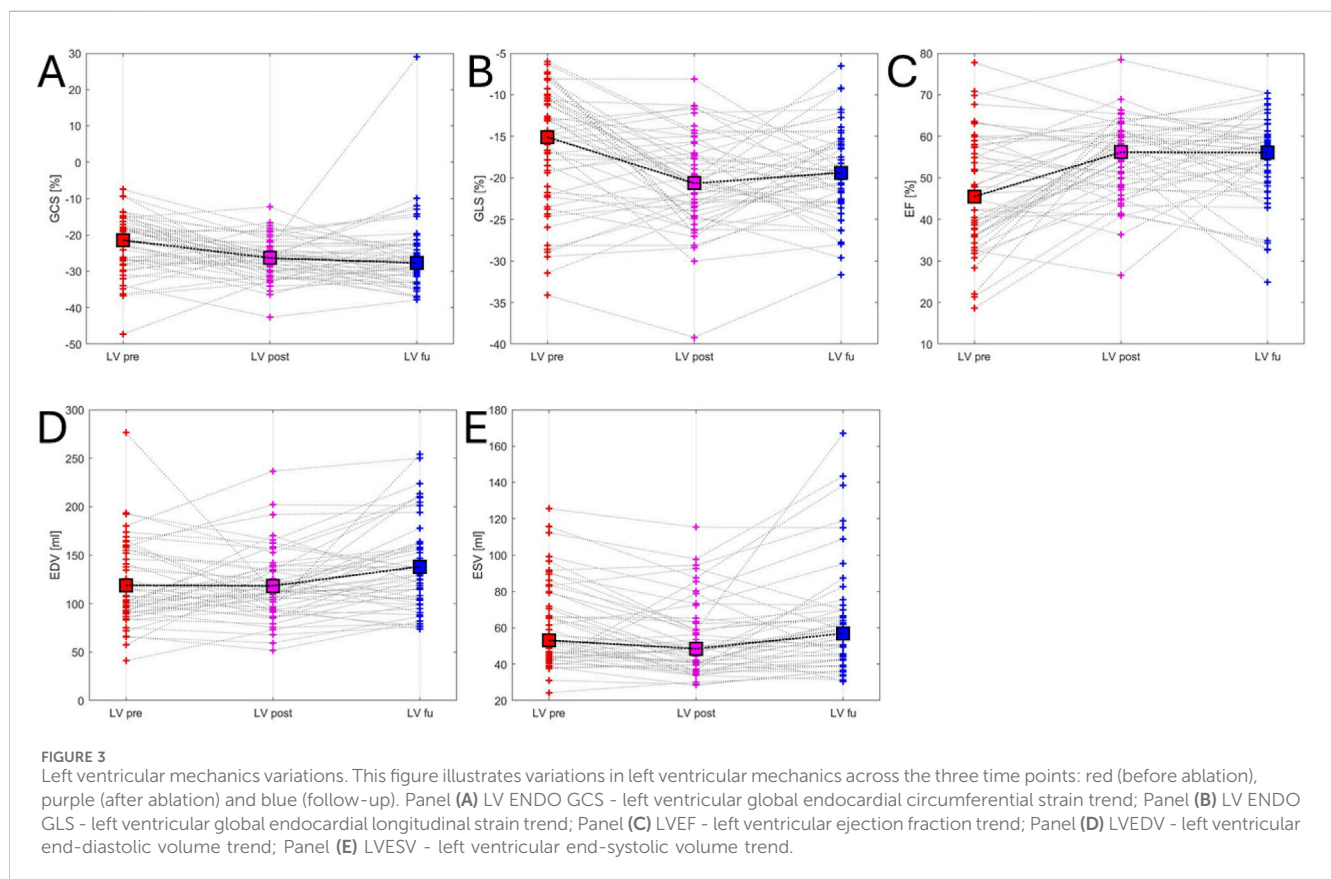 A
GCS [%]
30
20
10
0
-10
-20
-30
-40
-50
LV pre
LV post
LV fu
B
GLS [%]
-5
-10
-15
-20
-25
-30
-35
-40
LV pre
LV post
LV fu
C
EF [%]
80
70
60
50
40
30
20
10
LV pre
LV post
LV fu
D
EDV [ml]
300
250
200
150
100
50
0
LV pre
LV post
LV fu
E
ESV [ml]
180
160
140
120
100
80
60
40
20
LV pre
LV post
LV fu
FIGURE 3
Left ventricular mechanics variations. This figure illustrates variations in left ventricular mechanics across the three time points: red (before ablation),
purple (after ablation) and blue (follow-up). Panel (A) LV ENDO GCS - left ventricular global endocardial circumferential strain trend; Panel (B) LV ENDO
GLS - left ventricular global endocardial longitudinal strain trend; Panel (C) LVEF - left ventricular ejection fraction trend; Panel (D) LVEDV - left ventricular
end-diastolic volume trend; Panel (E) LVESV - left ventricular end-systolic volume trend.